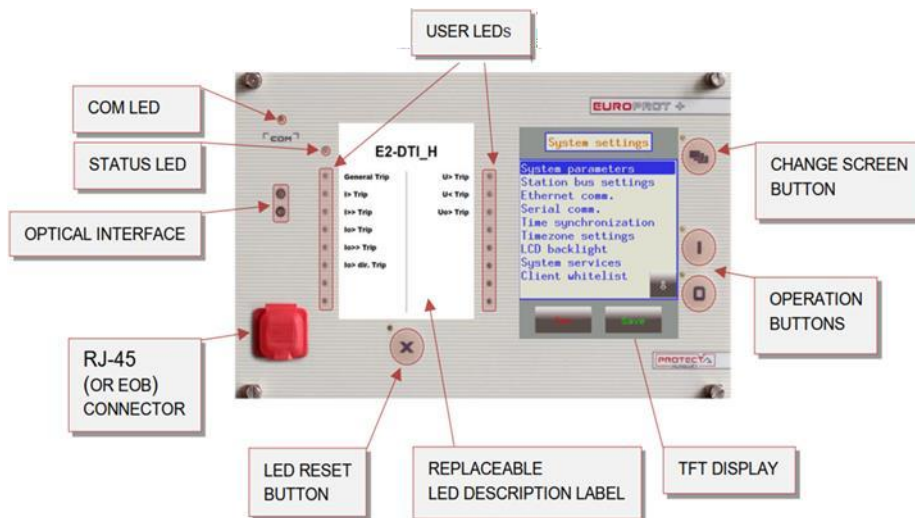 USER LEDs
COM LED
STATUS LED
OPTICAL INTERFACE
RJ-45
(OR EOB)
CONNECTOR
LED RESET
BUTTON
REPLACEABLE
LED DESCRIPTION LABEL
TFT DISPLAY
OPERATION
BUTTONS
CHANGE SCREEN
BUTTON
COM
EUROPROT +
E2-DTI_H
General Trip
I> Trip
I>> Trip
Io> Trip
Io>> Trip
Io> dir. Trip
U> Trip
U< Trip
Uo> Trip
System settings
System parameters
Station bus settings
Ethernet comm.
Serial comm.
Time synchronization
Timezone settings
LCD backlight
System services
Client whitelist
Save
I
O
X
PROTECTA